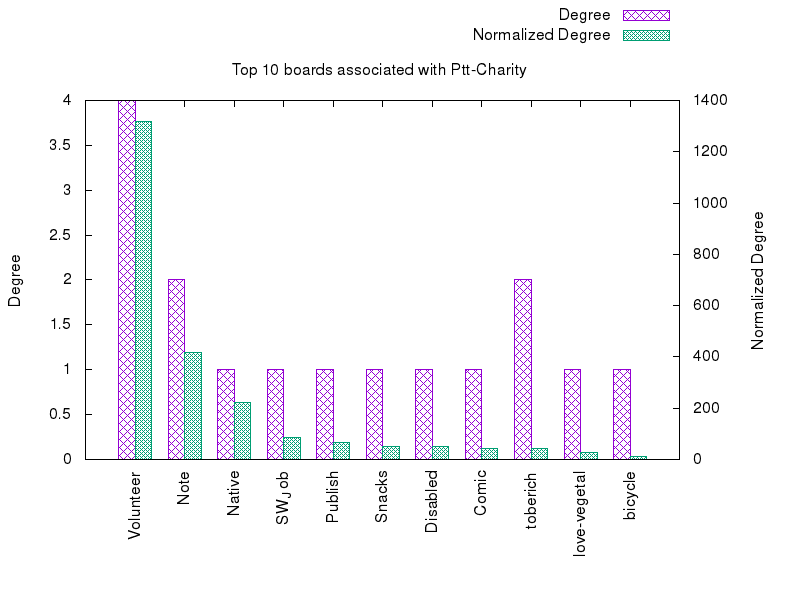 Degree
Normalized Degree
Top 10 boards associated with Ptt-Charity
4
3.5
3
2.5
2
1.5
1
0.5
0
Degree
1400
1200
1000
800
600
400
200
0
Normalized Degree
Volunteer
Note
Native
SWJob
Publish
Snacks
Disabled
Comic
toberich
love-vegetal
bicycle